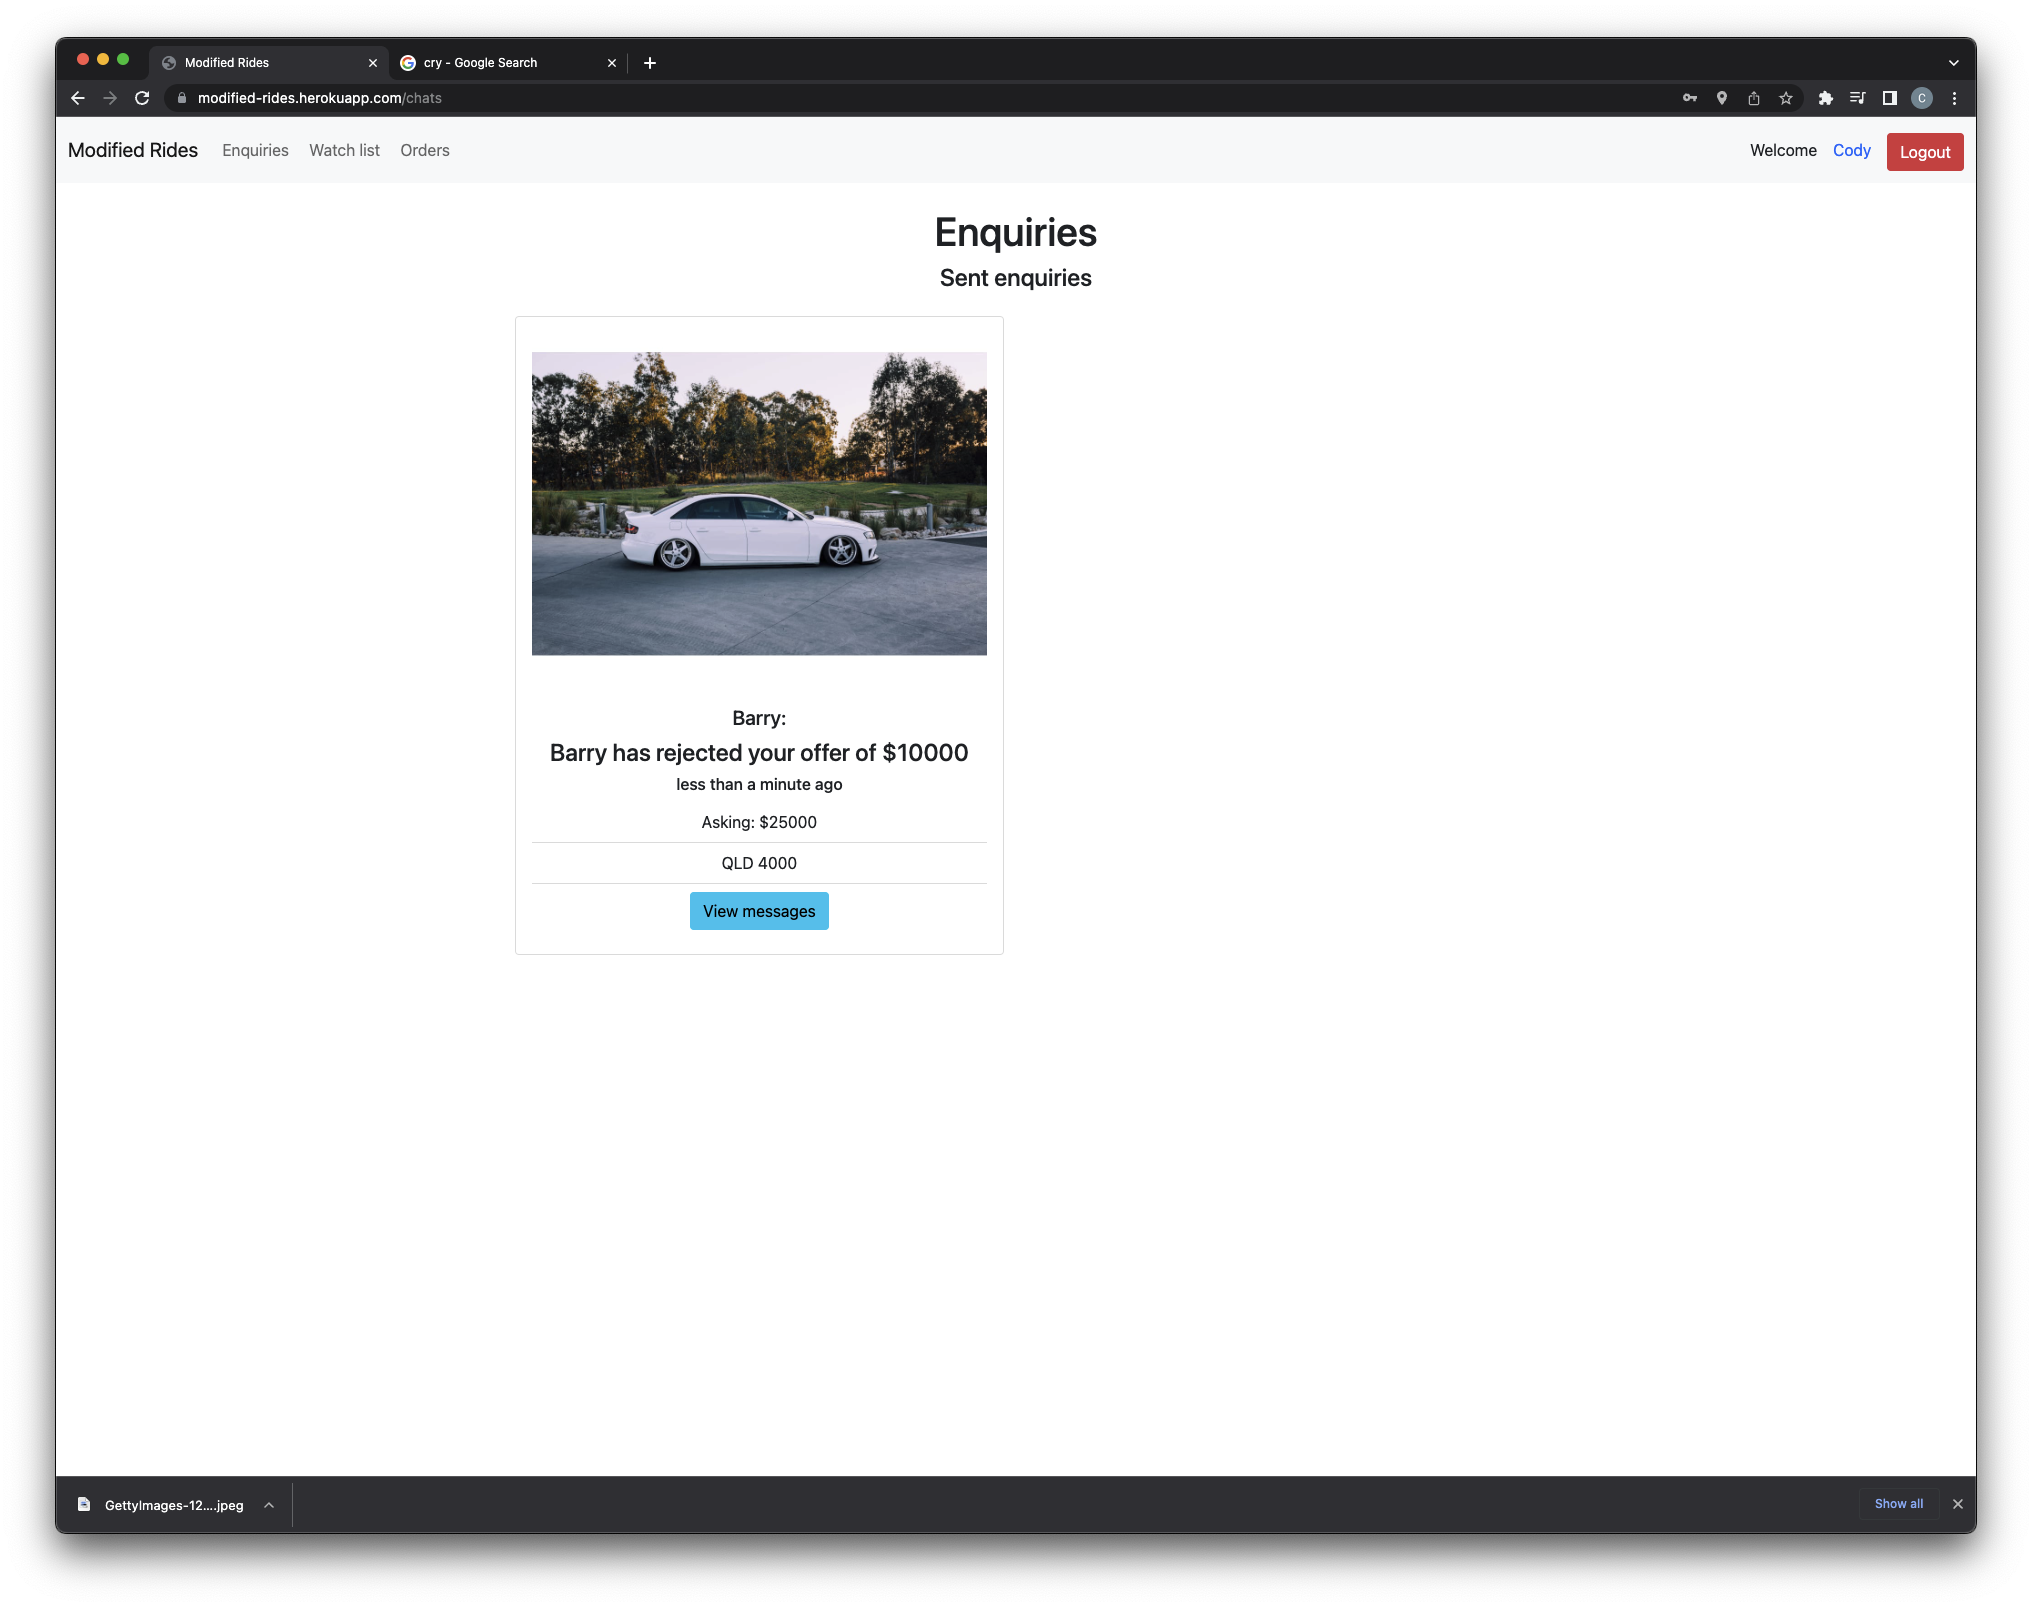 Modified Rides
cry - Google Search
modified-rides.herokuapp.com/chats
C
Modified Rides Enquiries Watch list Orders Welcome Cody Logout
Enquiries
Sent enquiries
Barry:
Barry has rejected your offer of $10000
less than a minute ago
Asking: $25000
QLD 4000
View messages
GettyImages-12....jpeg
Show all